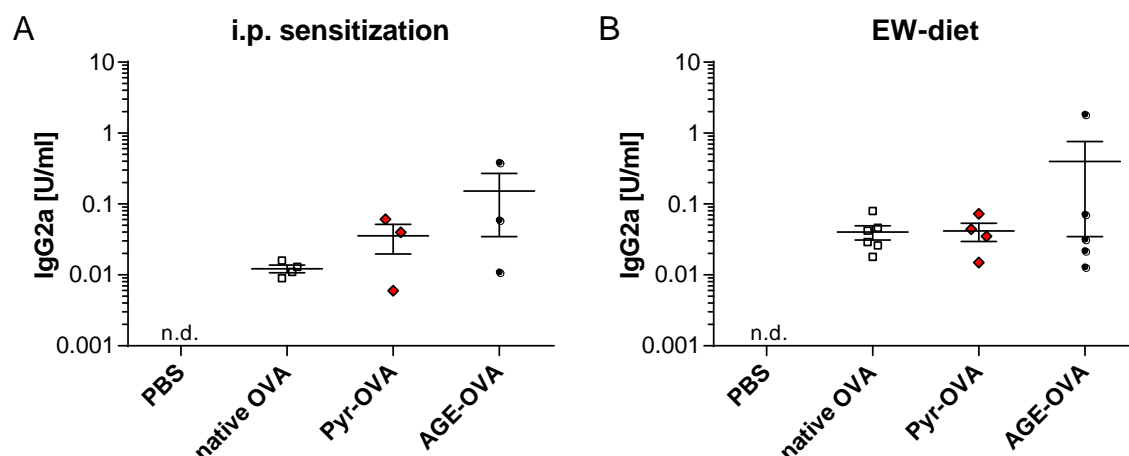 A
i.p. sensitization
IgG2a [U/ml]
10
1
0.1
0.01
0.001
n.d.
PBS
native OVA
Pyr-OVA
AGE-OVA
B
EW-diet
IgG2a [U/ml]
10
1
0.1
0.01
0.001
n.d.
PBS
native OVA
Pyr-OVA
AGE-OVA